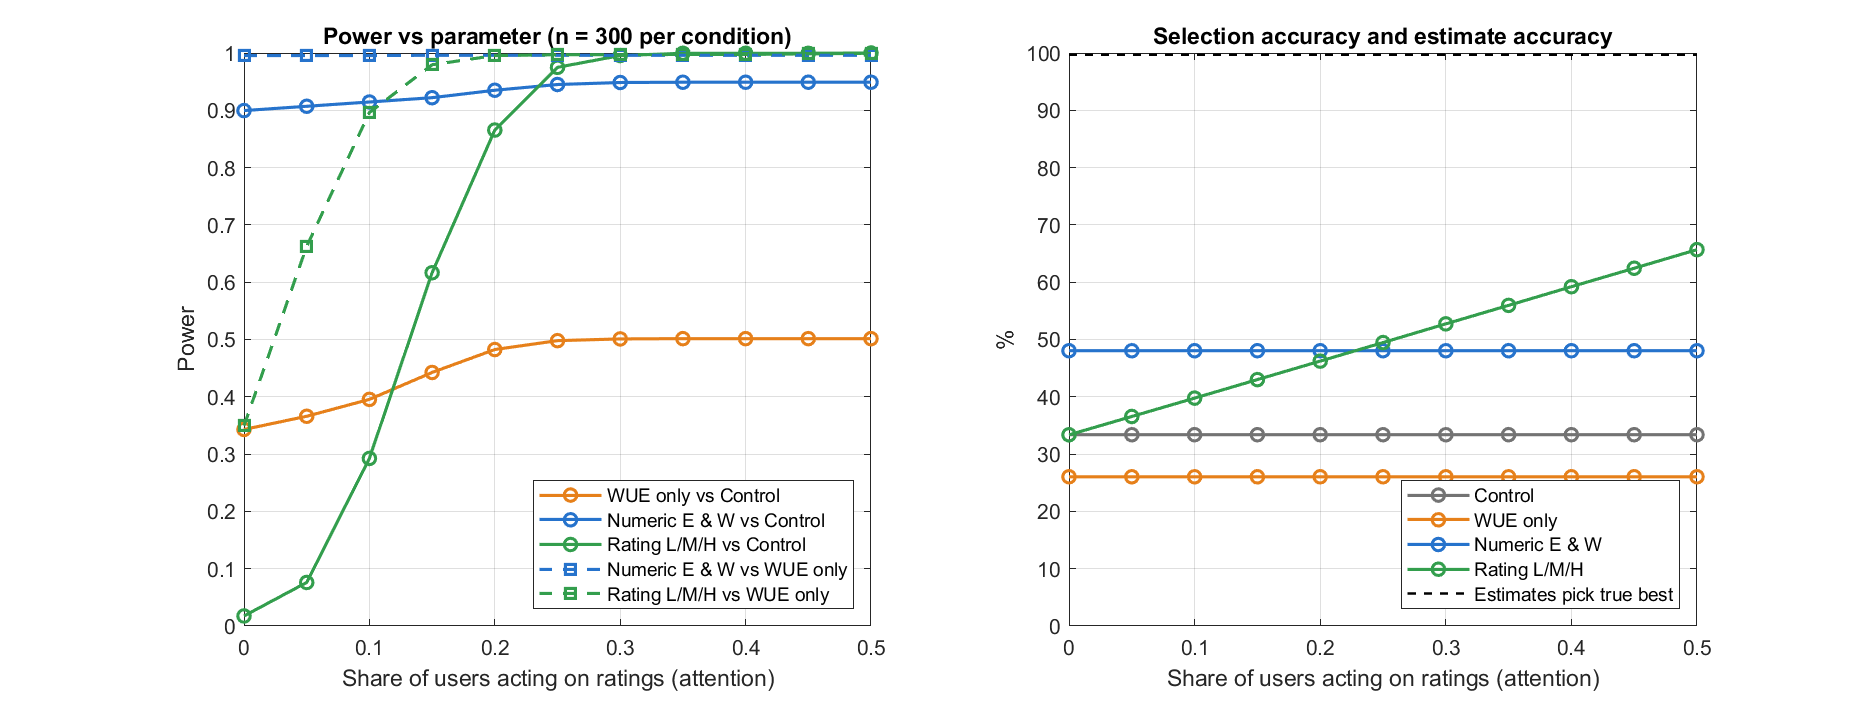 Power vs parameter (n = 300 per condition)
1
0.9
0.8
0.7
0.6
0.5
0.4
0.3
0.2
0.1
0
Power
0
0.1
0.2
0.3
0.4
0.5
Share of users acting on ratings (attention)
WUE only vs Control
Numeric E & W vs Control
Rating L/M/H vs Control
Numeric E & W vs WUE only
Rating L/M/H vs WUE only
Selection accuracy and estimate accuracy
100
90
80
70
60
50
40
30
20
10
0
%
0
0.1
0.2
0.3
0.4
0.5
Share of users acting on ratings (attention)
Control
WUE only
Numeric E & W
Rating L/M/H
Estimates pick true best